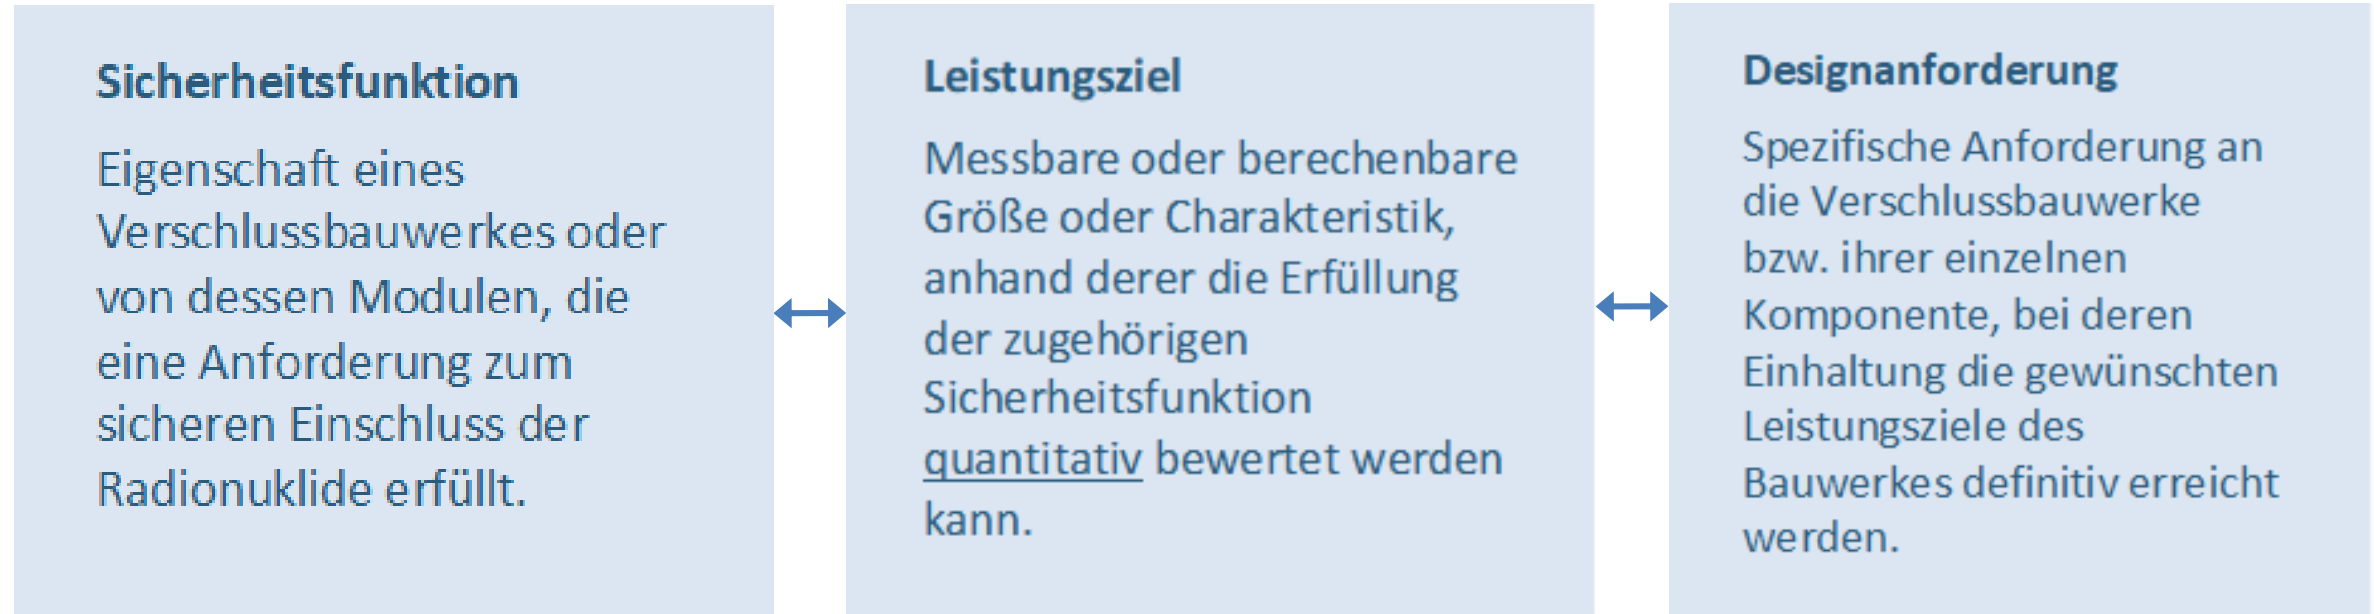 Sicherheitsfunktion
Eigenschaft eines
Verschlussbauwerkes oder
von dessen Modulen, die
eine Anforderung zum
sicheren Einschluss der
Radionuklide erfüllt.
Leistungsziel
Messbare oder berechenbare
Größe oder Charakteristik,
anhand derer die Erfüllung
der zugehörigen
Sicherheitsfunktion
quantitativ bewertet werden
kann.
Designanforderung
Spezifische Anforderung an
die Verschlussbauwerke
bzw. ihrer einzelnen
Komponente, bei deren
Einhaltung die gewünschten
Leistungsziele des
Bauwerkes definitiv erreicht
werden.